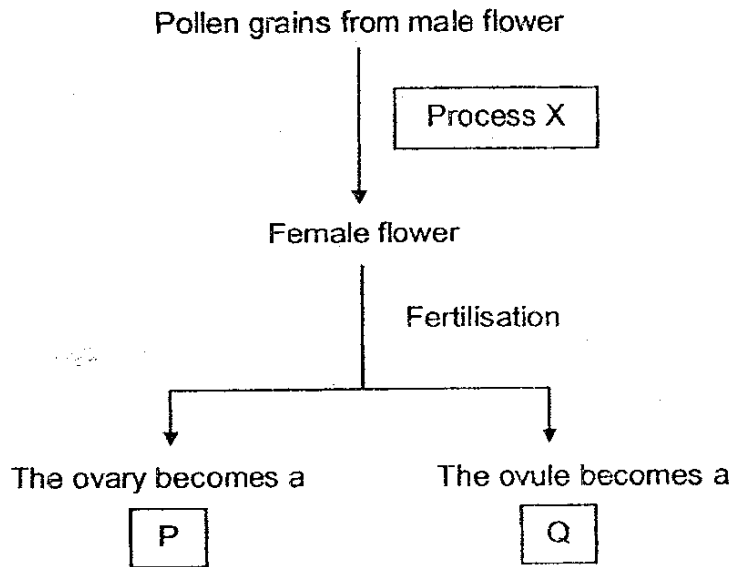 Pollen grains from male flower
Process X
Female flower
Fertilisation
The ovary becomes a
P
The ovule becomes a
Q